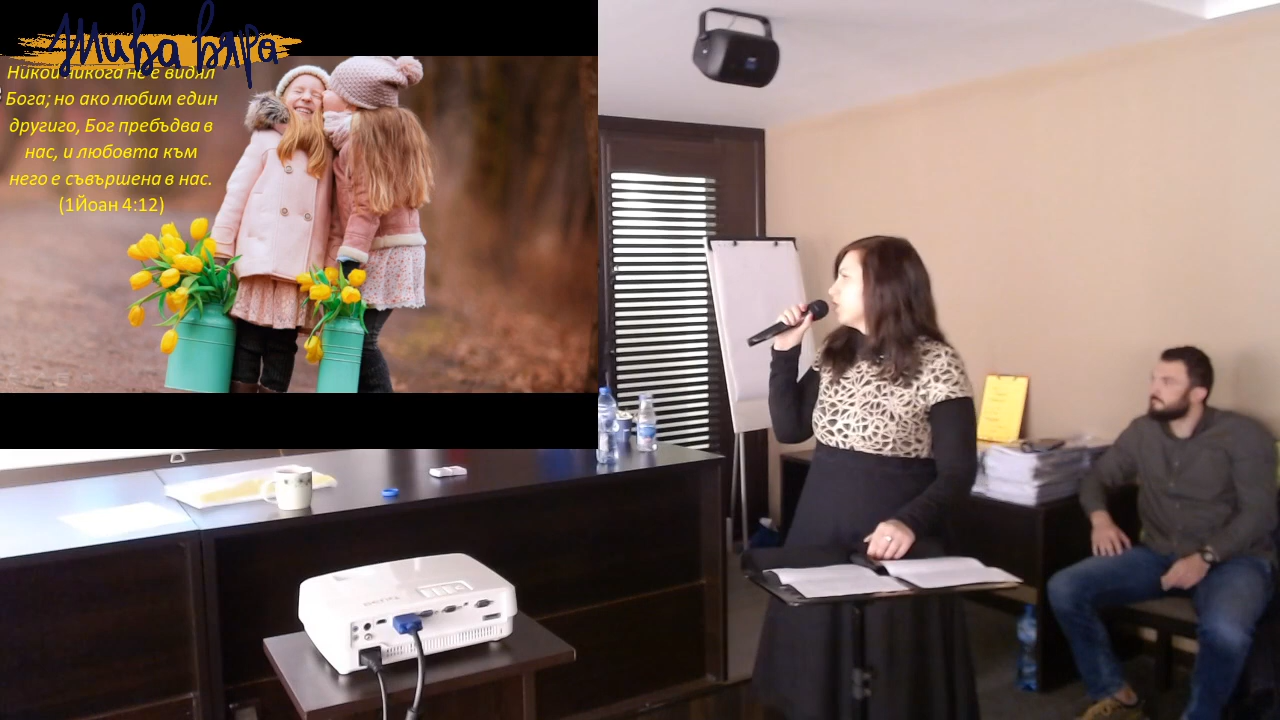 Жива вяра
Никой никога не е видял
Бога; но ако любим един
другиго, Бог пребъдва в
нас, и любовта към
него е съвършена в нас.
(1Йоан 4:12)
BenQ